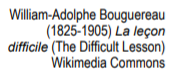 William-Adolphe Bouguereau
(1825-1905) La leçon
difficile (The Difficult Lesson)
Wikimedia Commons